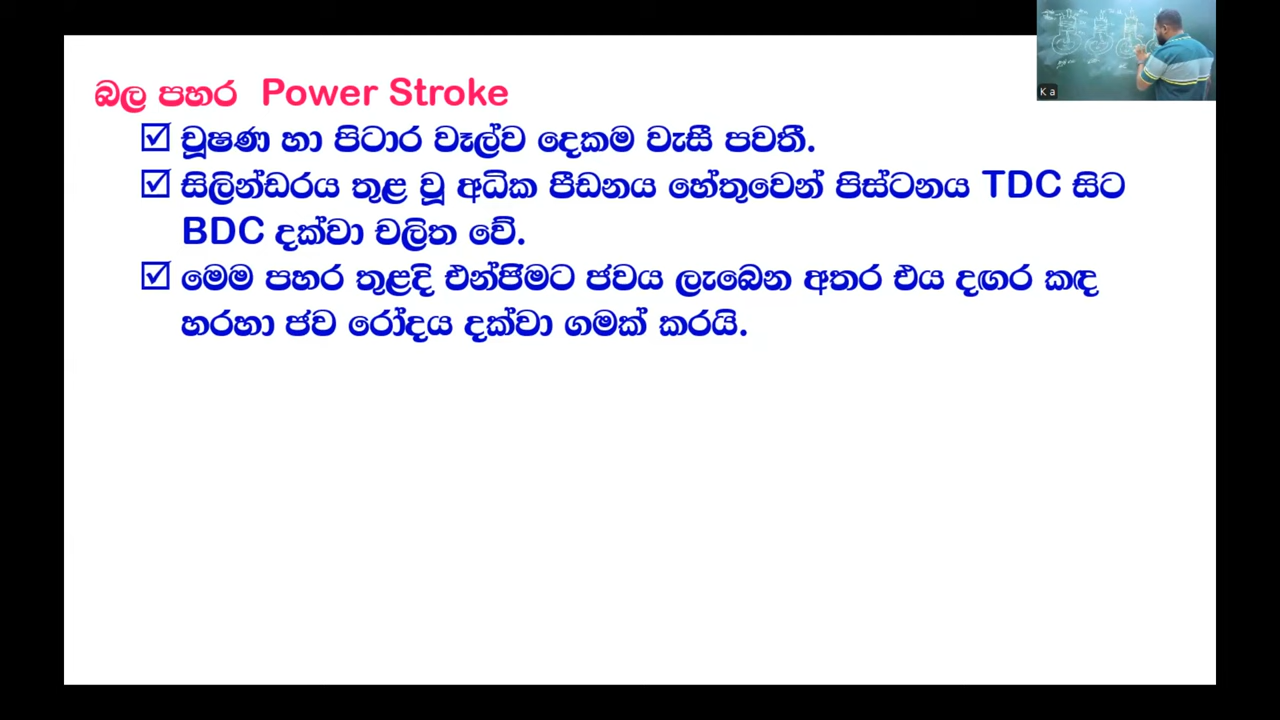 බල පහර Power Stroke
☑ චූෂණ හා පිටාර වෑල්ව දෙකම වැසී පවතී.
☑ සිලින්ඩරය තුළ වූ අධික පීඩනය හේතුවෙන් පිස්ටනය TDC සිට
BDC දක්වා චලිත වේ.
☑ මෙම පහර තුළදි එන්ජිමට ජවය ලැබෙන අතර එය දඟර කඳ
හරහා ජව රෝදය දක්වා ගමක් කරයි.
K a